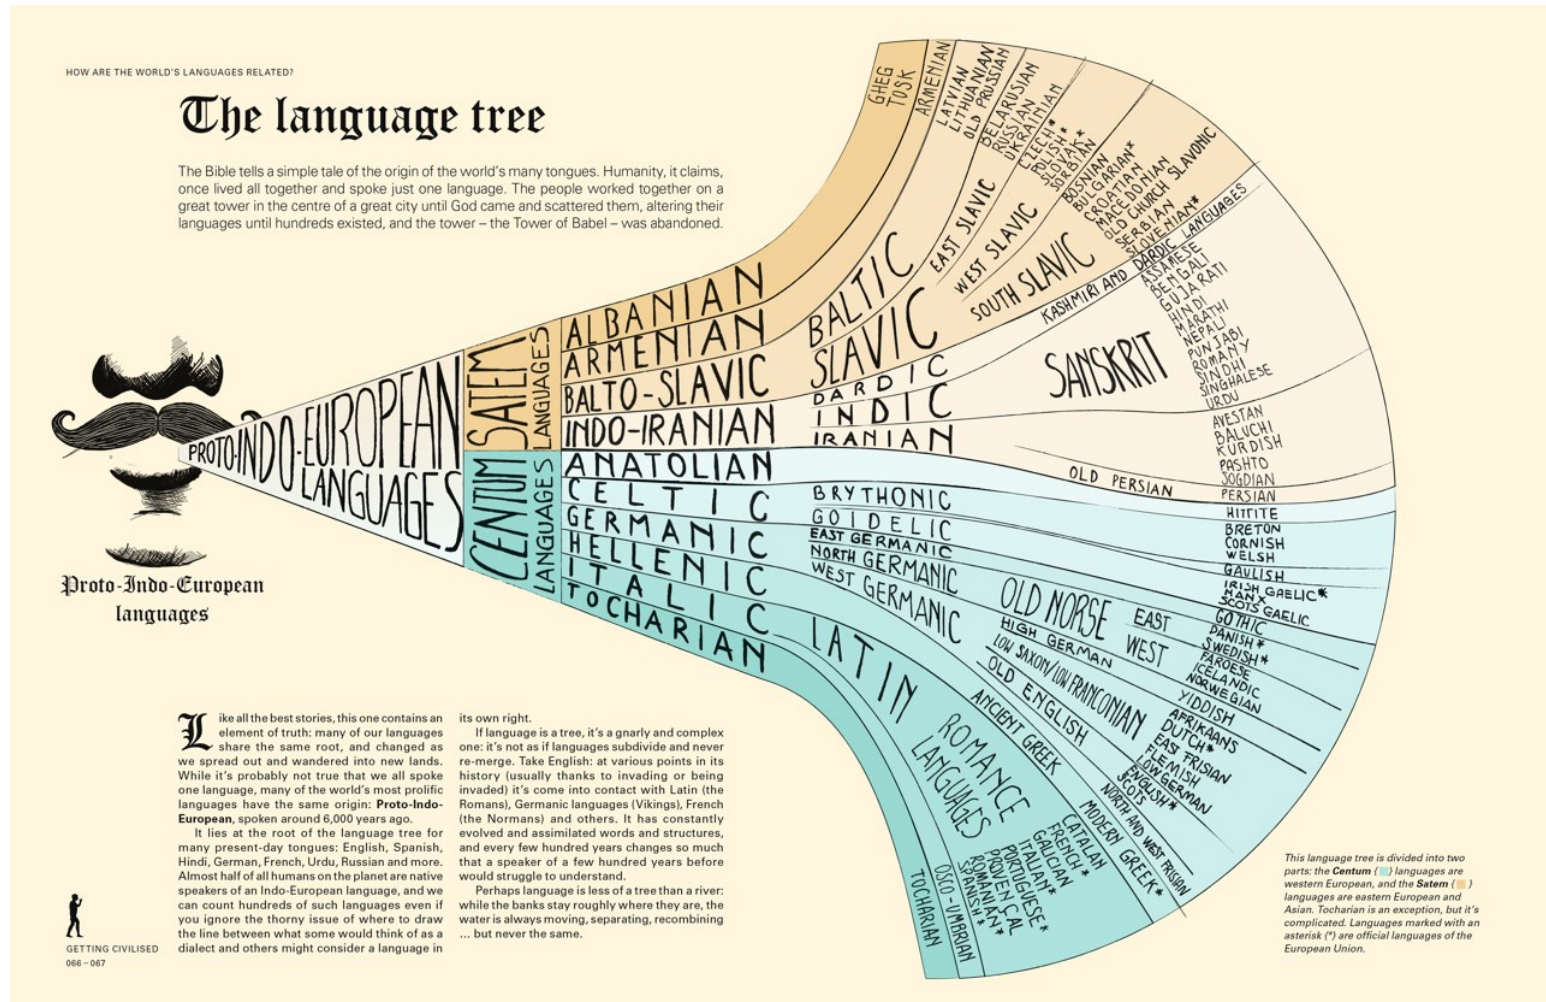 HOW ARE THE WORLD'S LANGUAGES RELATED?
The language tree
The Bible tells a simple tale of the origin of the world's many tongues. Humanity, it claims,
once lived all together and spoke just one language. The people worked together on a
great tower in the centre of a great city until God came and scattered them, altering their
languages until hundreds existed, and the tower – the Tower of Babel – was abandoned.
Proto-Indo-European
languages
PROTO-INDO-EUROPEAN
LANGUAGES
SATEM
LANGUAGES
CENTUM
LANGUAGES
ALBANIAN
ARMENIAN
BALTO-SLAVIC
INDO-IRANIAN
ANATOLIAN
CELTIC
GERMANIC
HELLENIC
ITALIC
TOCHARIAN
GHEG
TOSK
ARMENIAN
BALTIC
LATVIAN
LITHUANIAN
OLD PRUSSIAN
SLAVIC
EAST SLAVIC
BELARUSIAN
RUSSIAN
UKRAINIAN
WEST SLAVIC
CZECH*
POLISH*
SLOVAK*
SORBIAN
SOUTH SLAVIC
BOSNIAN
BULGARIAN*
CROATIAN
MACEDONIAN
OLD CHURCH SLAVONIC
SERBIAN
SLOVENIAN*
DARDIC
KASHMIRI AND DARDIC LANGUAGES
INDIC
SANSKRIT
ASSAMESE
BENGALI
GUJARATI
HINDI
MARATHI
NEPALI
PUNJABI
ROMANY
SINDHI
SINGHALESE
URDU
IRANIAN
AVESTAN
BALUCHI
KURDISH
PASHTO
SOGDIAN
OLD PERSIAN
PERSIAN
HITTITE
BRYTHONIC
BRETON
CORNISH
WELSH
GAULISH
GOIDELIC
IRISH GAELIC*
MANX
SCOTS GAELIC
EAST GERMANIC
GOTHIC
NORTH GERMANIC
OLD NORSE
EAST
DANISH*
SWEDISH*
WEST
FAROESE
ICELANDIC
NORWEGIAN
WEST GERMANIC
HIGH GERMAN
YIDDISH
LOW SAXON/LOW FRANCONIAN
AFRIKAANS
DUTCH*
EAST FRISIAN
FLEMISH
LOW GERMAN
OLD ENGLISH
ENGLISH*
SCOTS
NORTH AND WEST FRISIAN
ANCIENT GREEK
MODERN GREEK*
LATIN
ROMANCE
LANGUAGES
CATALAN
FRENCH*
GALICIAN
ITALIAN*
PORTUGUESE*
PROVENCAL
ROMANIAN*
SPANISH*
OSCO-UMBRIAN
TOCHARIAN
Like all the best stories, this one contains an
element of truth: many of our languages
share the same root, and changed as
we spread out and wandered into new lands.
While it's probably not true that we all spoke
one language, many of the world's most prolific
languages have the same origin: Proto-Indo-
European, spoken around 6,000 years ago.
It lies at the root of the language tree for
many present-day tongues: English, Spanish,
Hindi, German, French, Urdu, Russian and more.
Almost half of all humans on the planet are native
speakers of an Indo-European language, and we
can count hundreds of such languages even if
you ignore the thorny issue of where to draw
the line between what some would think of as a
dialect and others might consider a language in
its own right.
If language is a tree, it's a gnarly and complex
one: it's not as if languages subdivide and never
re-merge. Take English: at various points in its
history (usually thanks to invading or being
invaded) it's come into contact with Latin (the
Romans), Germanic languages (Vikings), French
(the Normans) and others. It has constantly
evolved and assimilated words and structures,
and every few hundred years changes so much
that a speaker of a few hundred years before
would struggle to understand.
Perhaps language is less of a tree than a river:
while the banks stay roughly where they are, the
water is always moving, separating, recombining
… but never the same.
GETTING CIVILISED
066 – 067
This language tree is divided into two
parts: the Centum { } languages are
western European, and the Satem { }
languages are eastern European and
Asian. Tocharian is an exception, but it's
complicated. Languages marked with an
asterisk (*) are official languages of the
European Union.